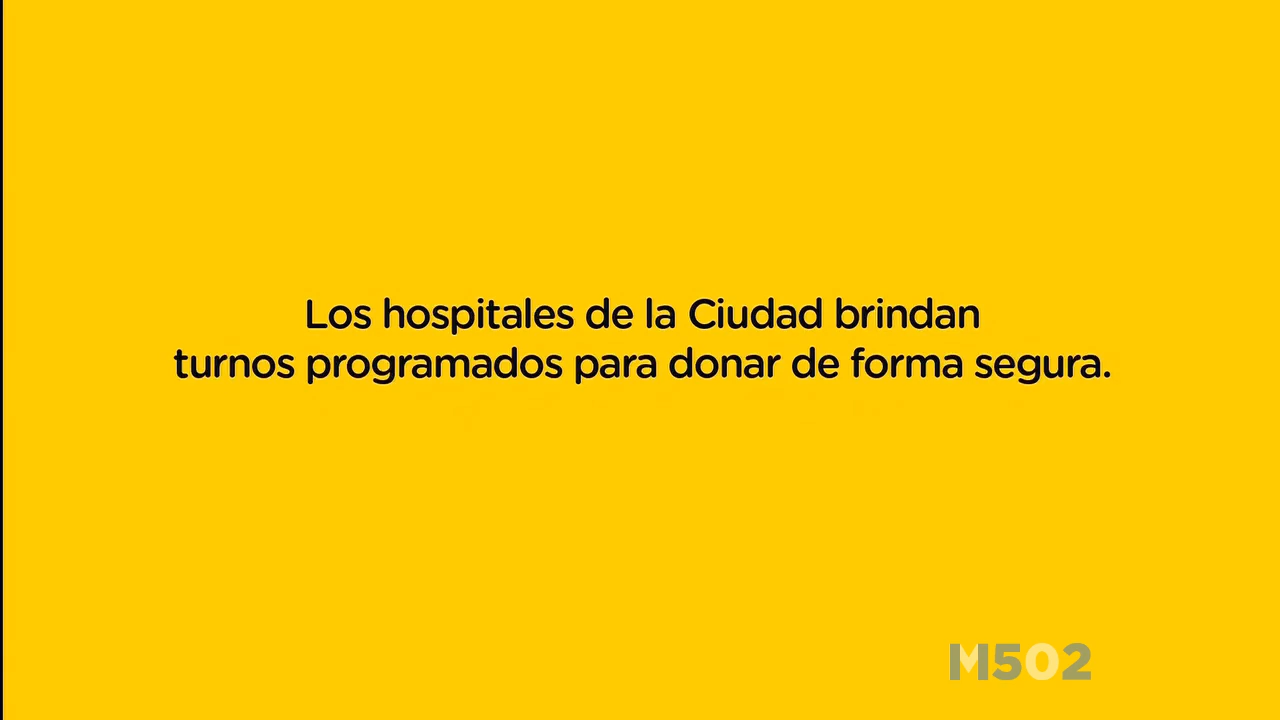 Los hospitales de la Ciudad brindan
turnos programados para donar de forma segura.
M502